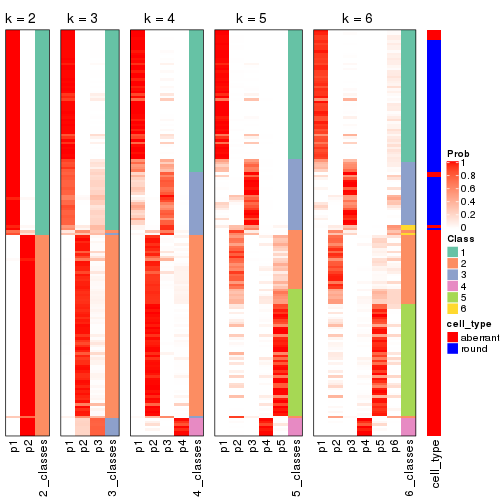 k = 2
k = 3
k = 4
k = 5
k = 6
Prob
1
0.8
0.6
0.4
0.2
0
Class
1
2
3
4
5
6
cell_type
aberrant
round
p1
p2
2_classes
p1
p2
p3
3_classes
p1
p2
p3
p4
4_classes
p1
p2
p3
p4
p5
5_classes
p1
p2
p3
p4
p5
p6
6_classes
cell_type